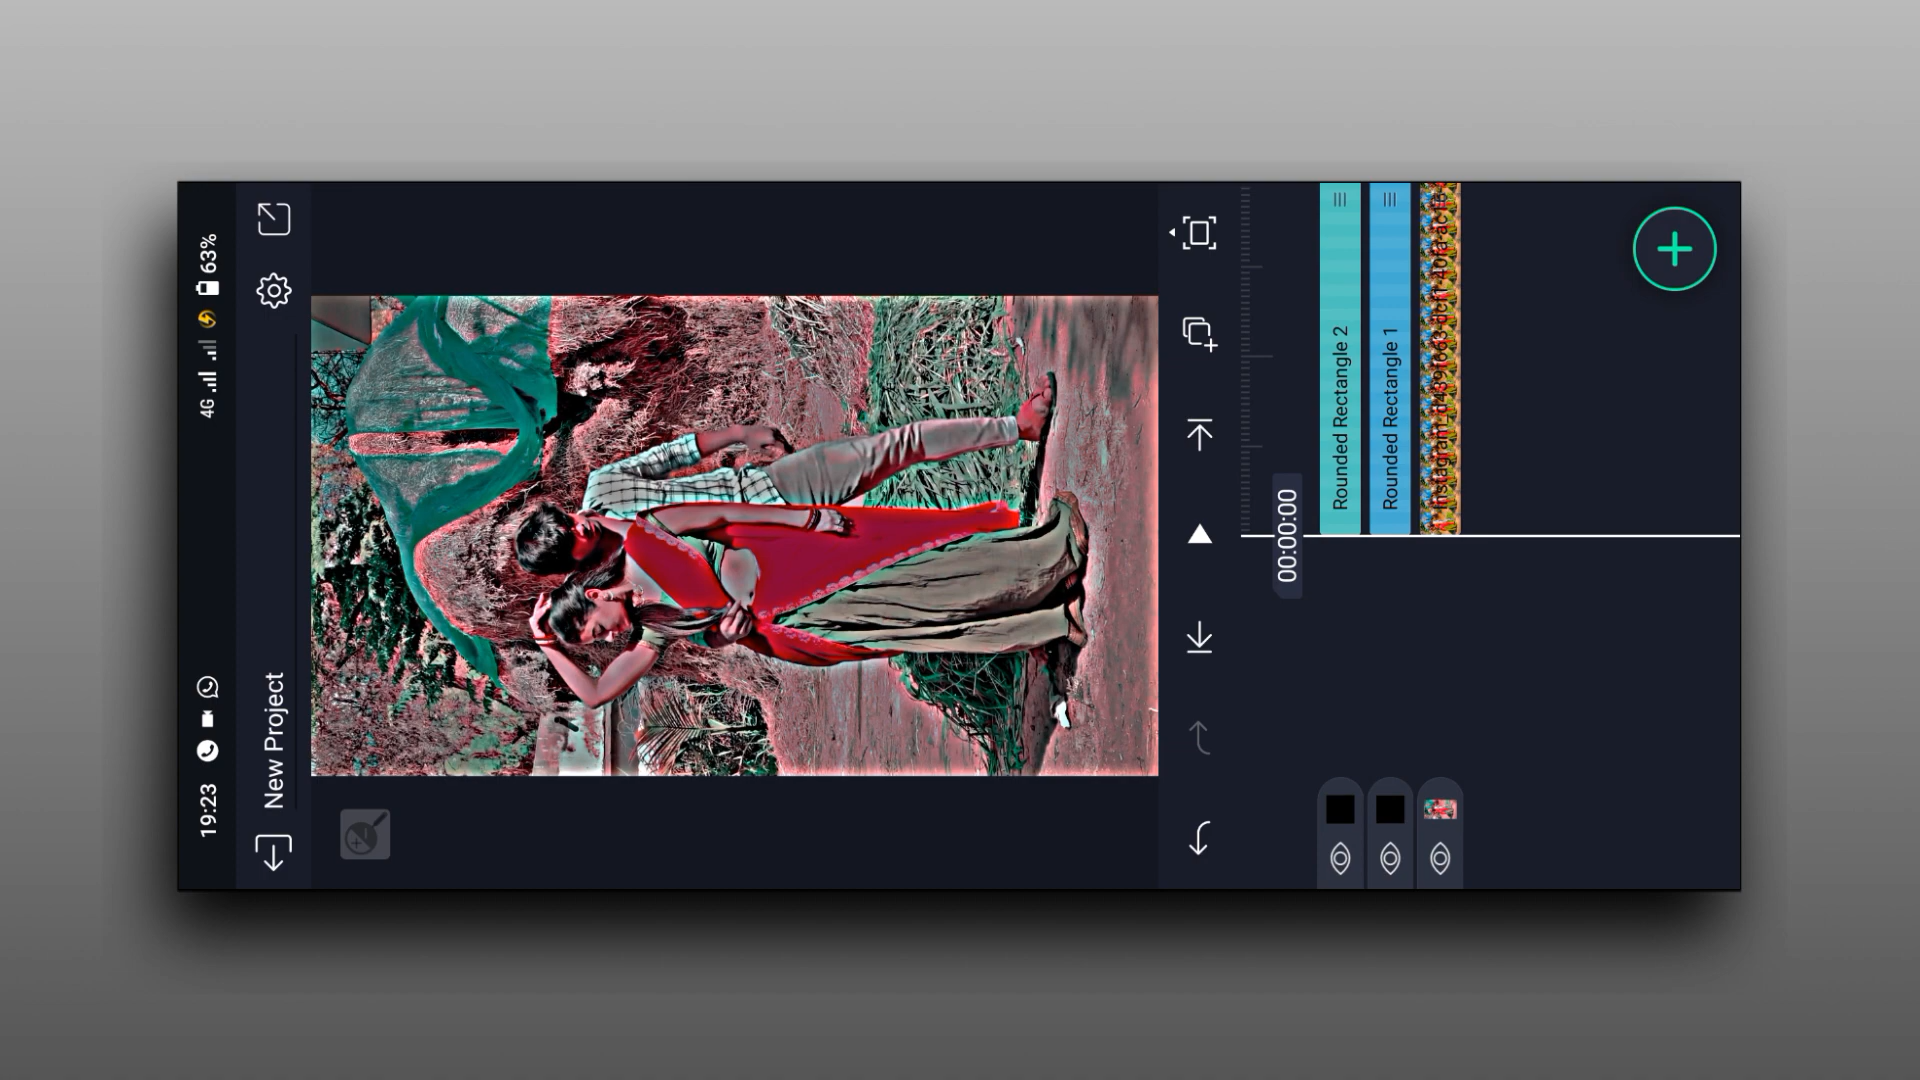 19:23
4G
63%
New Project
00:00:00
Rounded Rectangle 2
Rounded Rectangle 1